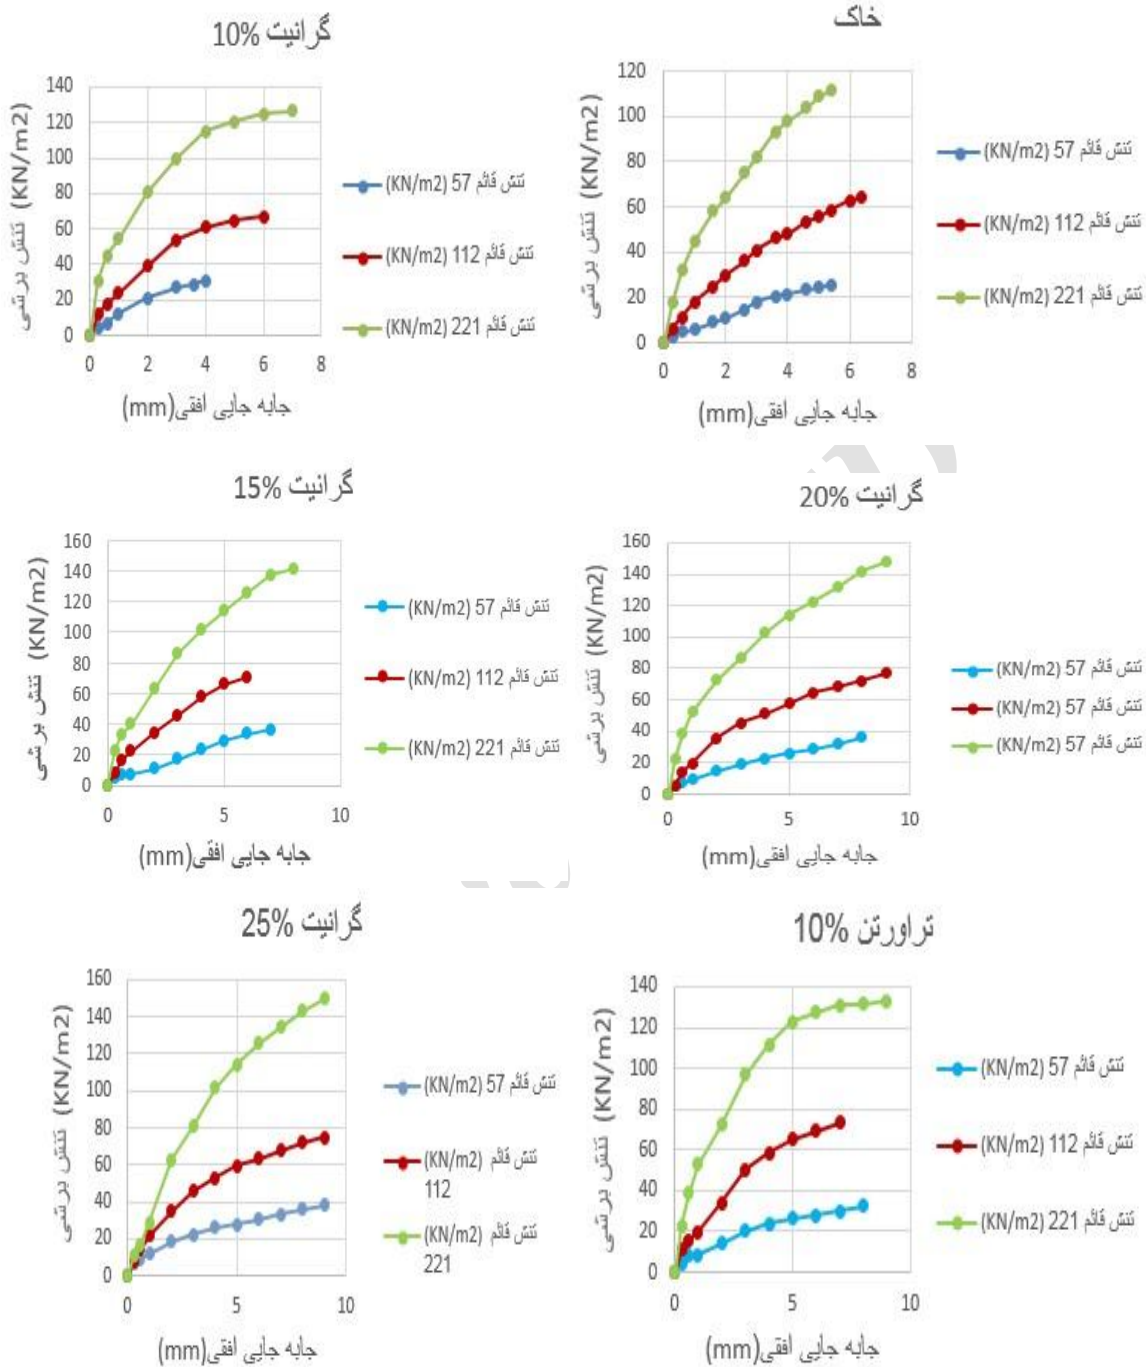 گرانیت %10
تنش برشی (KN/m2)
140
120
100
80
60
40
20
0
0 2 4 6 8
جابه جایی افقی(mm)
تنش قائم 57 (KN/m2)
تنش قائم 112 (KN/m2)
تنش قائم 221 (KN/m2)
خاک
تنش برشی (KN/m2)
120
100
80
60
40
20
0
0 2 4 6 8
جابه جایی افقی(mm)
تنش قائم 57 (KN/m2)
تنش قائم 112 (KN/m2)
تنش قائم 221 (KN/m2)
گرانیت %15
تنش برشی (KN/m2)
160
140
120
100
80
60
40
20
0
0 5 10
جابه جایی افقی(mm)
تنش قائم 57 (KN/m2)
تنش قائم 112 (KN/m2)
تنش قائم 221 (KN/m2)
گرانیت %20
تنش برشی (KN/m2)
160
140
120
100
80
60
40
20
0
0 5 10
جابه جایی افقی(mm)
تنش قائم 57 (KN/m2)
تنش قائم 57 (KN/m2)
تنش قائم 57 (KN/m2)
گرانیت %25
تنش برشی (KN/m2)
160
140
120
100
80
60
40
20
0
0 5 10
جابه جایی افقی(mm)
تنش قائم 57 (KN/m2)
تنش قائم (KN/m2)
112
تنش قائم (KN/m2)
221
تراورتن %10
تنش برشی (KN/m2)
140
120
100
80
60
40
20
0
0 5 10
جابه جایی افقی(mm)
تنش قائم 57 (KN/m2)
تنش قائم 112 (KN/m2)
تنش قائم 221 (KN/m2)